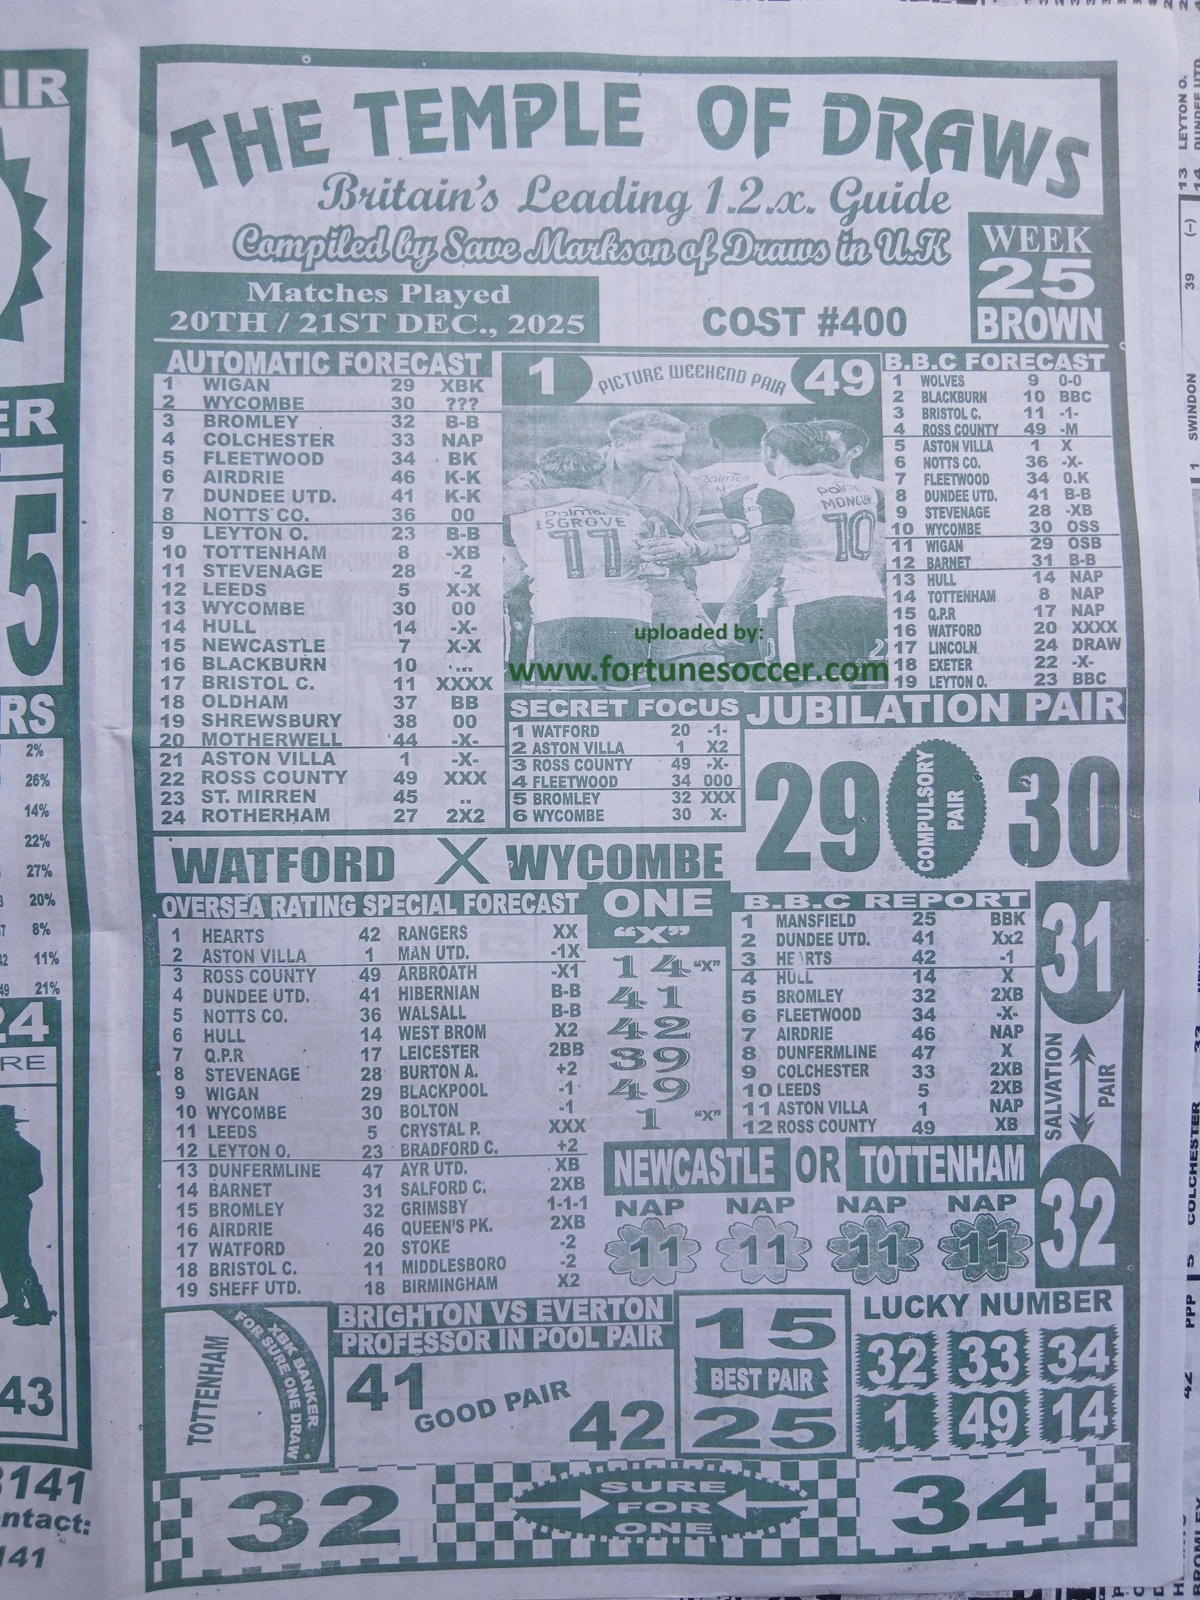 THE TEMPLE OF DRAWS
Britain's Leading 1.2.x. Guide
Compiled by Save Markson of Draws in U.K
WEEK
25
BROWN
Matches Played
20TH / 21ST DEC., 2025
COST #400
AUTOMATIC FORECAST
1 WIGAN 29 XBK
2 WYCOMBE 30 ???
3 BROMLEY 32 B-B
4 COLCHESTER 33 NAP
5 FLEETWOOD 34 BK
6 AIRDRIE 46 K-K
7 DUNDEE UTD. 41 K-K
8 NOTTS CO. 36 00
9 LEYTON O. 23 B-B
10 TOTTENHAM 8 -XB
11 STEVENAGE 28 -2
12 LEEDS 5 X-X
13 WYCOMBE 30 00
14 HULL 14 -X-
15 NEWCASTLE 7 X-X
16 BLACKBURN 10 ....
17 BRISTOL C. 11 XXXX
18 OLDHAM 37 BB
19 SHREWSBURY 38 00
20 MOTHERWELL 44 -X-
21 ASTON VILLA 1 -X-
22 ROSS COUNTY 49 XXX
23 ST. MIRREN 45 ..
24 ROTHERHAM 27 2X2
1 PICTURE WEEKEND PAIR 49
ISGROVE
11
MONCUR
10
uploaded by:
www.fortunesoccer.com
B.B.C FORECAST
1 WOLVES 9 0-0
2 BLACKBURN 10 BBC
3 BRISTOL C. 11 -1-
4 ROSS COUNTY 49 -M
5 ASTON VILLA 1 X
6 NOTTS CO. 36 -X-
7 FLEETWOOD 34 0.K
8 DUNDEE UTD. 41 B-B
9 STEVENAGE 28 -XB
10 WYCOMBE 30 OSS
11 WIGAN 29 OSB
12 BARNET 31 B-B
13 HULL 14 NAP
14 TOTTENHAM 8 NAP
15 Q.P.R 17 NAP
16 WATFORD 20 XXXX
17 LINCOLN 24 DRAW
18 EXETER 22 -X-
19 LEYTON O. 23 BBC
SECRET FOCUS
1 WATFORD 20 -1-
2 ASTON VILLA 1 X2
3 ROSS COUNTY 49 -X-
4 FLEETWOOD 34 000
5 BROMLEY 32 XXX
6 WYCOMBE 30 X-
JUBILATION PAIR
29 COMPULSORY PAIR 30
WATFORD X WYCOMBE
OVERSEA RATING SPECIAL FORECAST
1 HEARTS 42 RANGERS XX
2 ASTON VILLA 1 MAN UTD. -1X
3 ROSS COUNTY 49 ARBROATH -X1
4 DUNDEE UTD. 41 HIBERNIAN B-B
5 NOTTS CO. 36 WALSALL B-B
6 HULL 14 WEST BROM X2
7 Q.P.R 17 LEICESTER 2BB
8 STEVENAGE 28 BURTON A. +2
9 WIGAN 29 BLACKPOOL -1
10 WYCOMBE 30 BOLTON -1
11 LEEDS 5 CRYSTAL P. XXX
12 LEYTON O. 23 BRADFORD C. +2
13 DUNFERMLINE 47 AYR UTD. XB
14 BARNET 31 SALFORD C. 2XB
15 BROMLEY 32 GRIMSBY 1-1-1
16 AIRDRIE 46 QUEEN'S PK. 2XB
17 WATFORD 20 STOKE -2
18 BRISTOL C. 11 MIDDLESBORO -2
19 SHEFF UTD. 18 BIRMINGHAM X2
ONE
"X"
14 "X"
41
42
39
49
1 "X"
B.B.C REPORT
1 MANSFIELD 25 BBK
2 DUNDEE UTD. 41 Xx2
3 HEARTS 42 -1
4 HULL 14 X
5 BROMLEY 32 2XB
6 FLEETWOOD 34 -X-
7 AIRDRIE 46 NAP
8 DUNFERMLINE 47 X
9 COLCHESTER 33 2XB
10 LEEDS 5 2XB
11 ASTON VILLA 1 NAP
12 ROSS COUNTY 49 XB
31
SALVATION PAIR
32
NEWCASTLE OR TOTTENHAM
NAP NAP NAP NAP
11 11 11 11
TOTTENHAM
XBK BANKER
FOR SURE ONE DRAW
BRIGHTON VS EVERTON
PROFESSOR IN POOL PAIR
41 GOOD PAIR 42
15
BEST PAIR
25
LUCKY NUMBER
32 33 34
1 49 14
32 SURE FOR ONE 34
2%
26%
14%
22%
27%
20%
8%
11%
21%
43